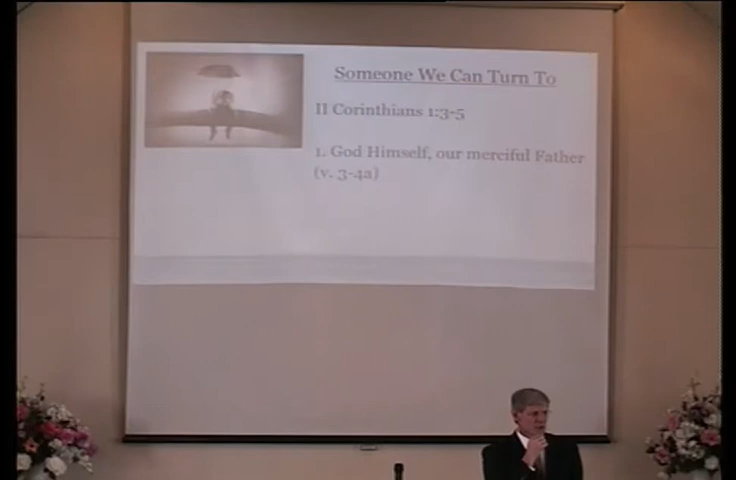 Someone We Can Turn To
II Corinthians 1:3-5
1. God Himself, our merciful Father
(v. 3-4a)